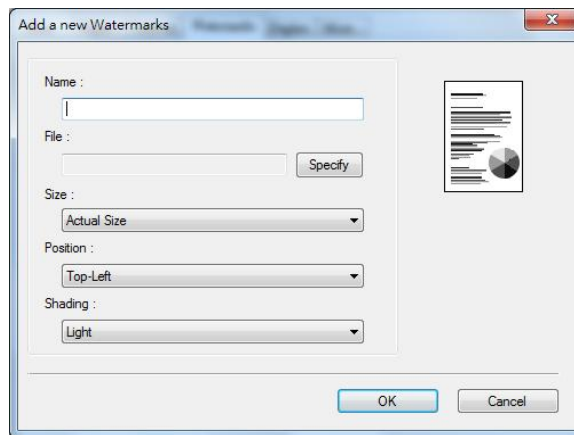 Add a new Watermarks
Name :
File :
Specify
Size :
Actual Size
Position :
Top-Left
Shading :
Light
OK
Cancel